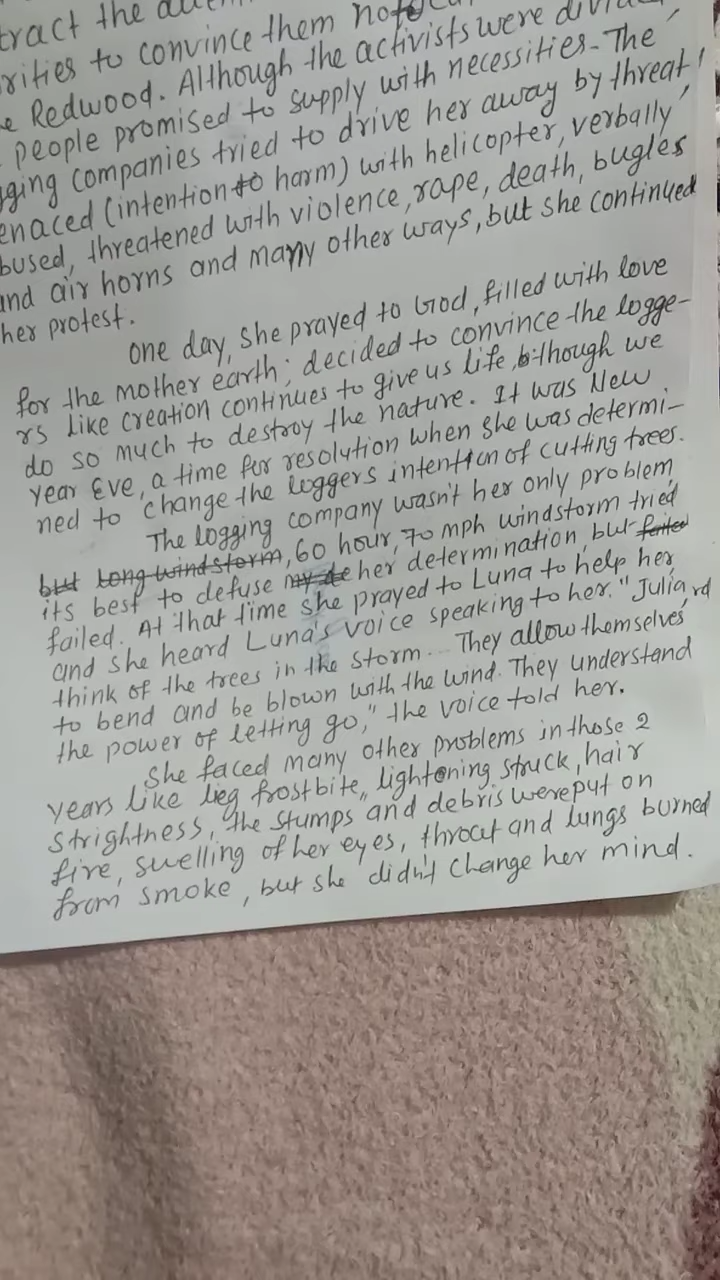 tract the
rities to convince them not
e Redwood. Although the activists were
people promised to supply with necessities. The
ging companies tried to drive her away by threat,
enaced (intention to harm) with helicopter, verbally
bused, threatened with violence, rape, death, bugles
and air horns and many other ways, but she continued
her protest.
One day, she prayed to God, filled with love
for the mother earth; decided to convince the logge-
rs like creation continues to give us life, though we
do so much to destroy the nature. It was New
year Eve, a time for resolution when she was determi-
ned to change the loggers intention of cutting trees.
The logging company wasn't her only problem
but long windstorm, 60 hour, 70 mph windstorm tried
its best to defuse my de her determination, but failed
failed. At that time she prayed to Luna to help her
and she heard Luna's voice speaking to her. "Julia,
think of the trees in the storm... They allow themselves
to bend and be blown with the wind. They understand
the power of letting go," the voice told her.
She faced many other problems in those 2
years like leg frostbite, lightening struck, hair
strightness, the stumps and debris were put on
fire, swelling of her eyes, throat and lungs burned
from smoke, but she didn't change her mind.